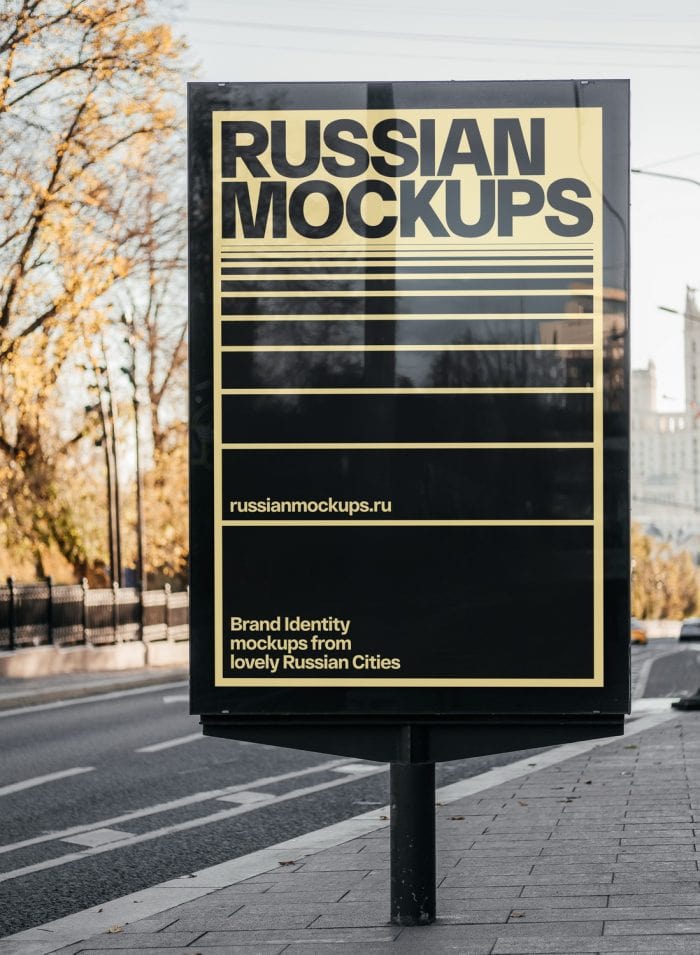 RUSSIAN
MOCKUPS
russianmockups.ru
Brand Identity
mockups from
lovely Russian Cities